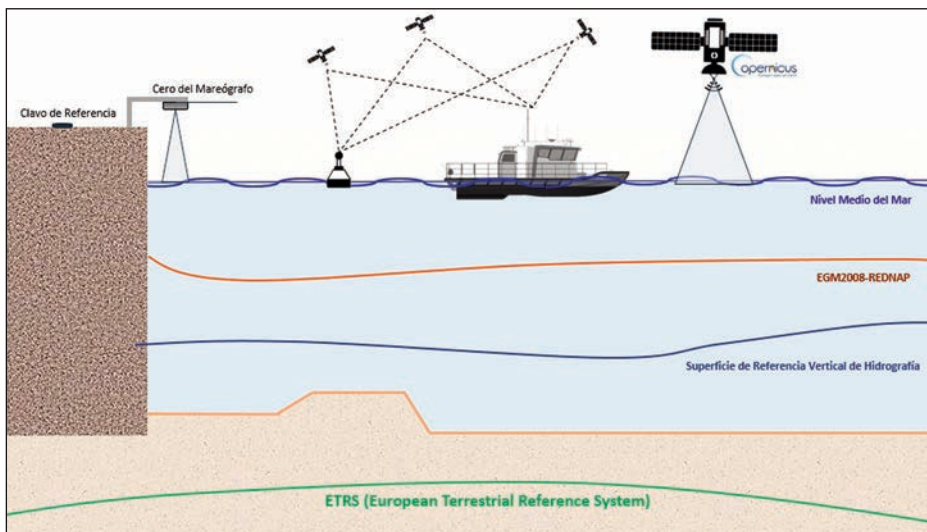 Copernicus
Cero del Mareógrafo
Clavo de Referencia
Nivel Medio del Mar
EGM2008-REDNAP
Superficie de Referencia Vertical de Hidrografía
ETRS (European Terrestrial Reference System)